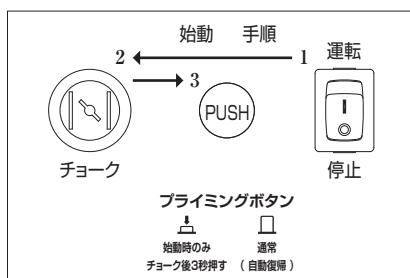 始動 手順
2 1 運転
3
PUSH
チョーク 停止
プライミングボタン
始動時のみ 通常
チョーク後3秒押す (自動復帰)